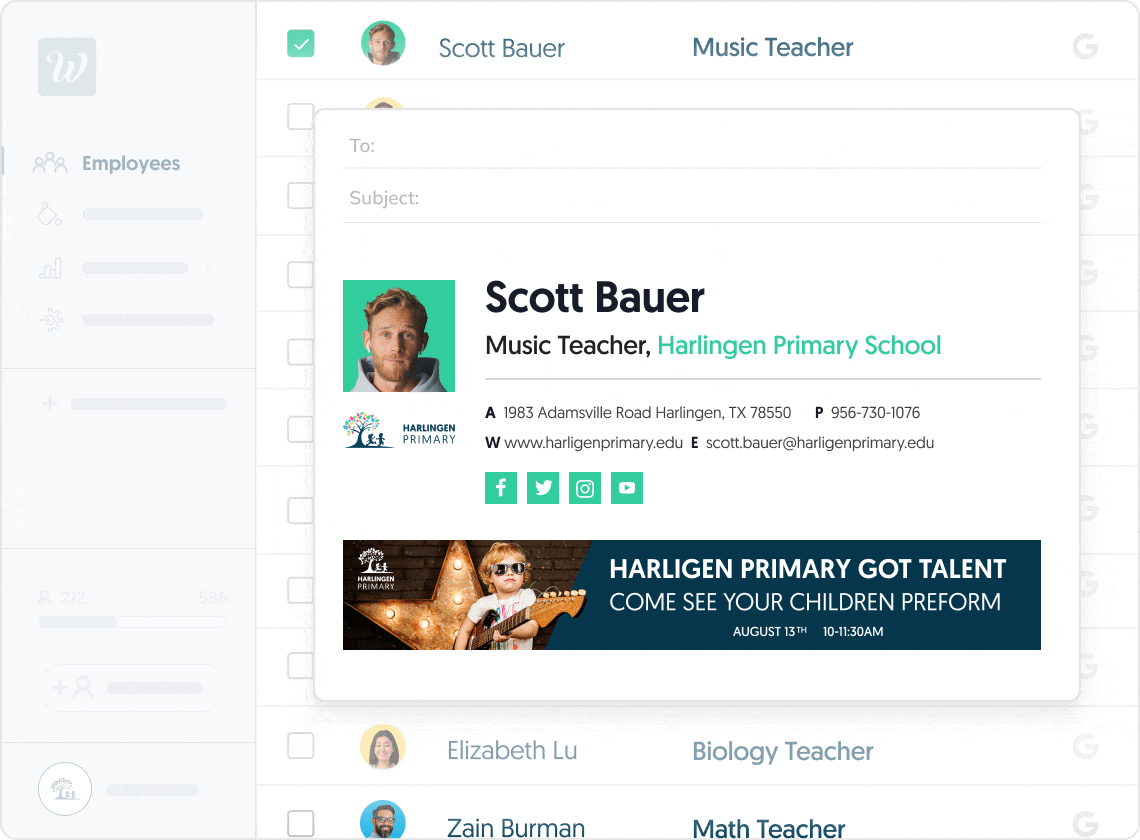 W
Scott Bauer Music Teacher G
Employees
To:
Subject:
Scott Bauer
Music Teacher, Harlingen Primary School
HARLINGEN
PRIMARY
A 1983 Adamsville Road Harlingen, TX 78550 P 956-730-1076
W www.harligenprimary.edu E scott.bauer@harligenprimary.edu
HARLINGEN
PRIMARY
HARLIGEN PRIMARY GOT TALENT
COME SEE YOUR CHILDREN PREFORM
AUGUST 13TH 10-11:30AM
212 586
Elizabeth Lu Biology Teacher G
Zain Burman Math Teacher G